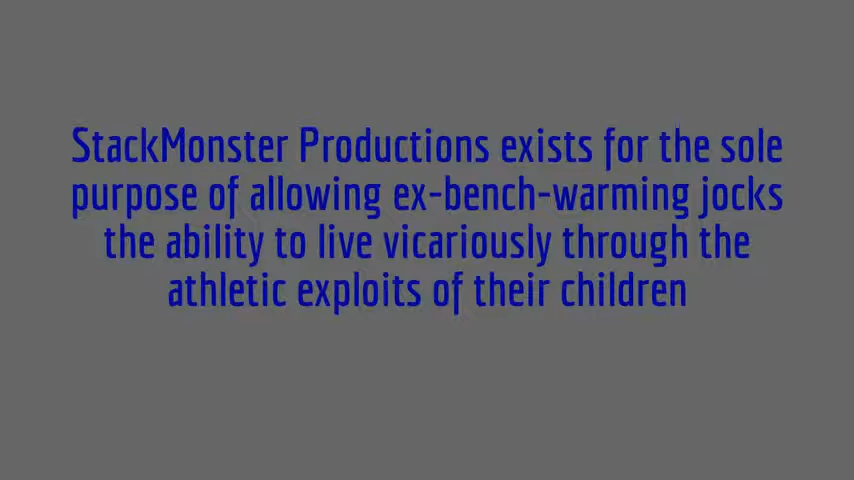 StackMonster Productions exists for the sole
purpose of allowing ex-bench-warming jocks
the ability to live vicariously through the
athletic exploits of their children